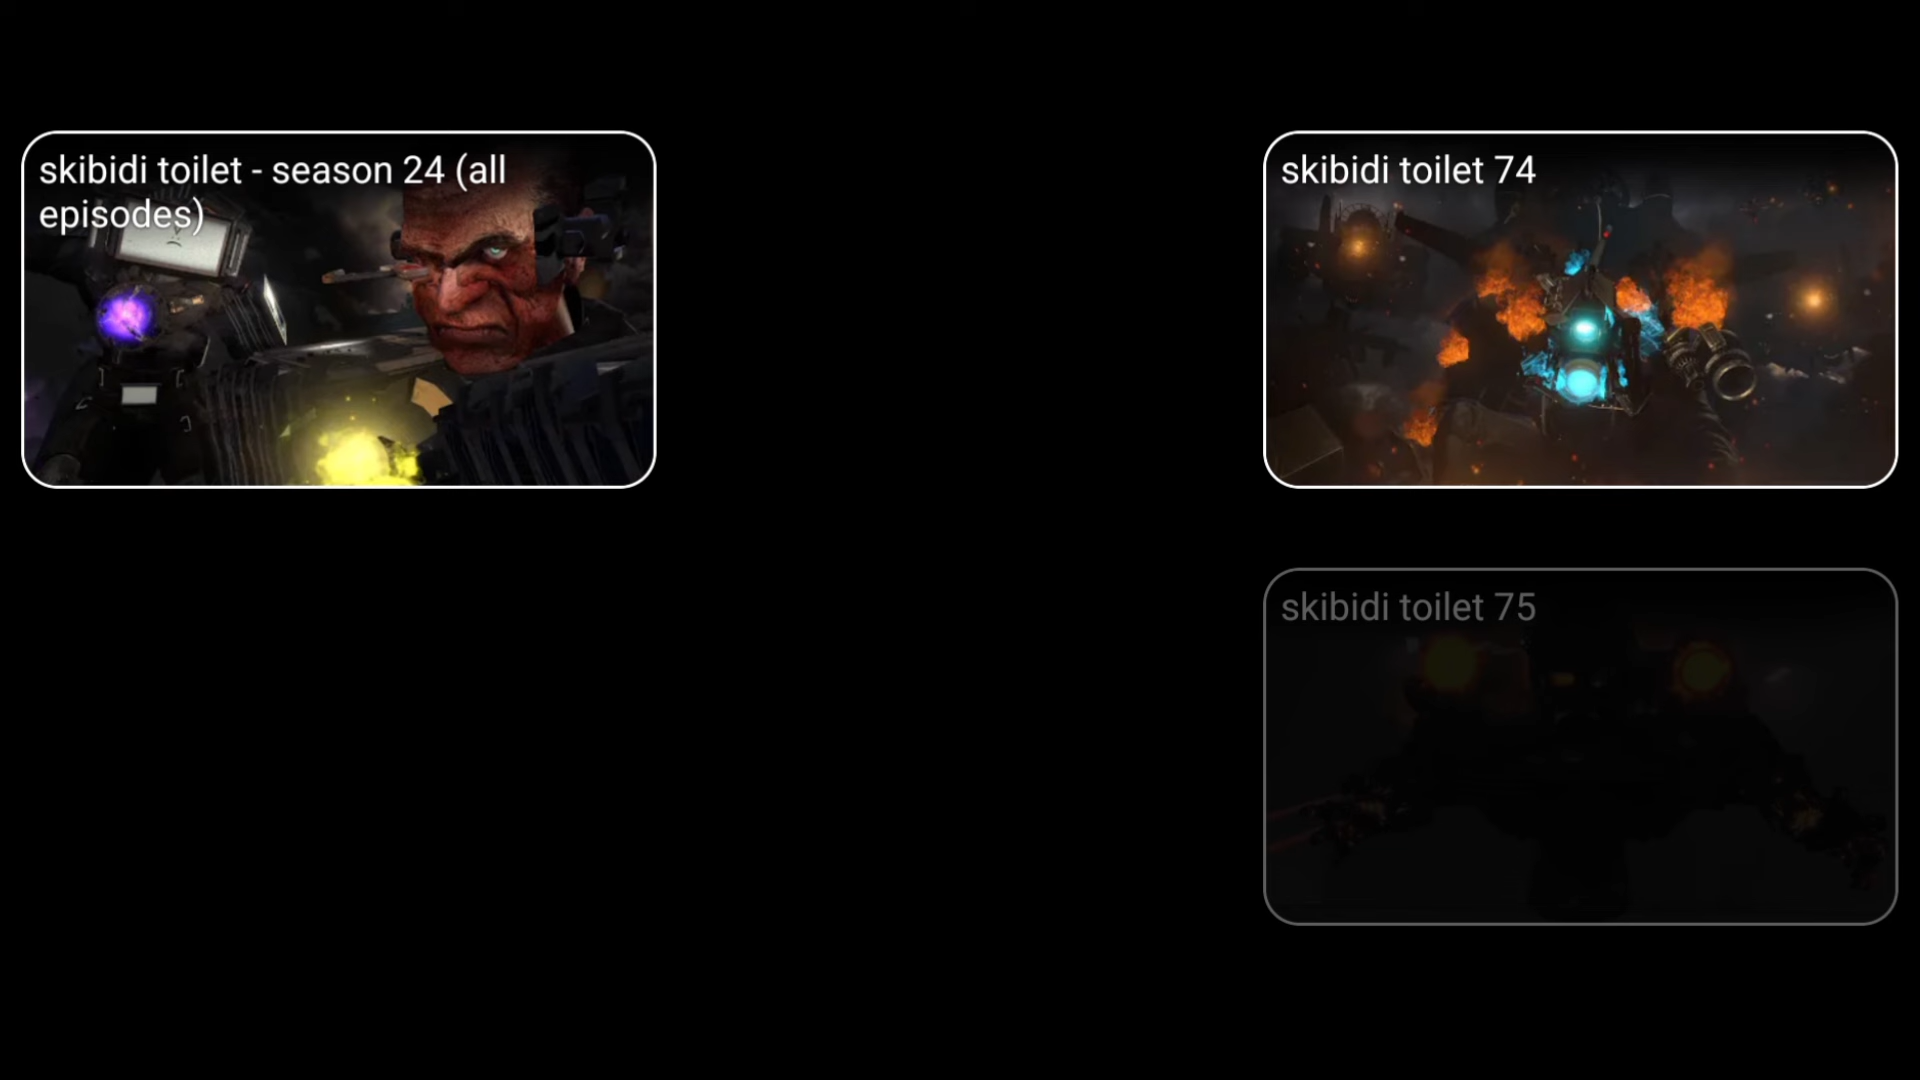 skibidi toilet - season 24 (all
episodes)
skibidi toilet 74
skibidi toilet 75